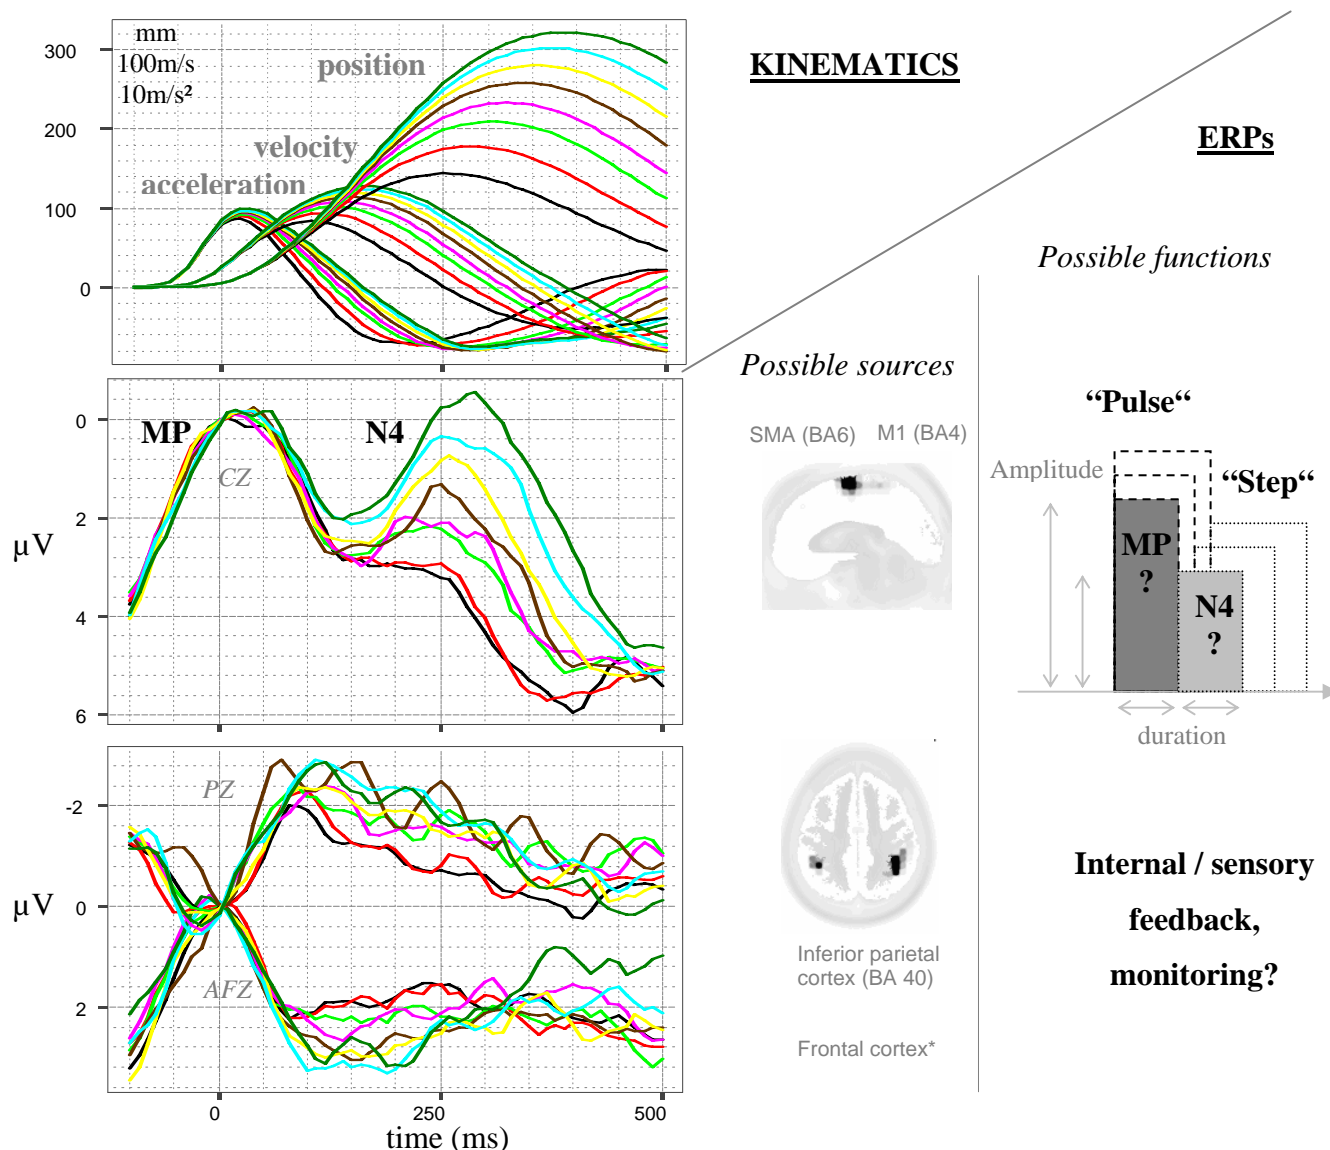 mm
100m/s
10m/s²
position
velocity
acceleration
300
200
100
0
KINEMATICS
ERPs
Possible functions
Possible sources
MP
N4
CZ
0
2
4
6
µV
SMA (BA6)
M1 (BA4)
“Pulse“
Amplitude
“Step“
MP
?
N4
?
duration
PZ
AFZ
-2
0
2
µV
0
250
500
time (ms)
Inferior parietal
cortex (BA 40)
Frontal cortex*
Internal / sensory
feedback,
monitoring?